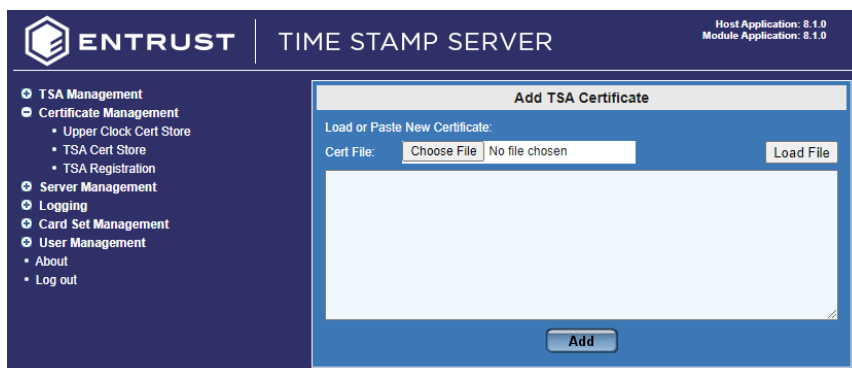 ENTRUST
TIME STAMP SERVER
Host Application: 8.1.0
Module Application: 8.1.0
TSA Management
Certificate Management
Upper Clock Cert Store
TSA Cert Store
TSA Registration
Server Management
Logging
Card Set Management
User Management
About
Log out
Add TSA Certificate
Load or Paste New Certificate:
Cert File: Choose File No file chosen Load File
Add